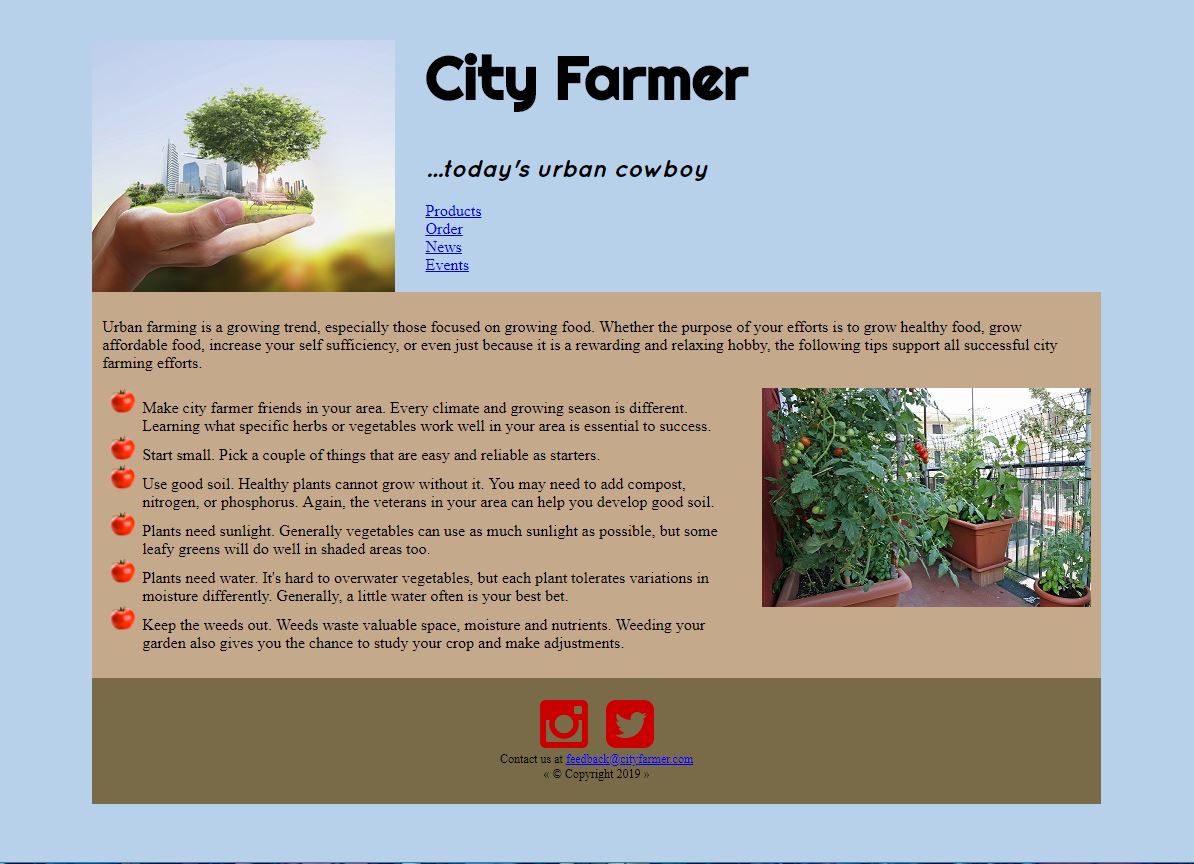 City Farmer
...today's urban cowboy
Products
Order
News
Events
Urban farming is a growing trend, especially those focused on growing food. Whether the purpose of your efforts is to grow healthy food, grow
affordable food, increase your self sufficiency, or even just because it is a rewarding and relaxing hobby, the following tips support all successful city
farming efforts.
Make city farmer friends in your area. Every climate and growing season is different.
Learning what specific herbs or vegetables work well in your area is essential to success.
Start small. Pick a couple of things that are easy and reliable as starters.
Use good soil. Healthy plants cannot grow without it. You may need to add compost,
nitrogen, or phosphorus. Again, the veterans in your area can help you develop good soil.
Plants need sunlight. Generally vegetables can use as much sunlight as possible, but some
leafy greens will do well in shaded areas too.
Plants need water. It's hard to overwater vegetables, but each plant tolerates variations in
moisture differently. Generally, a little water often is your best bet.
Keep the weeds out. Weeds waste valuable space, moisture and nutrients. Weeding your
garden also gives you the chance to study your crop and make adjustments.
Contact us at feedback@cityfarmer.com
« © Copyright 2019 »